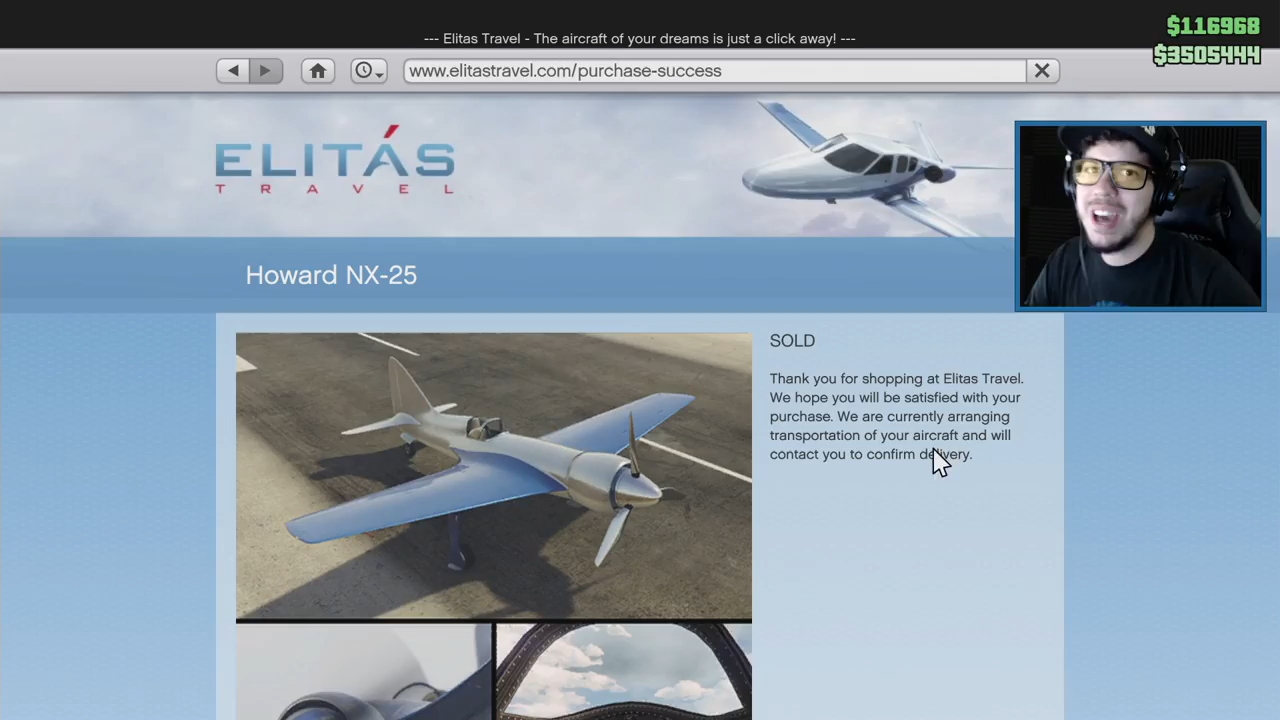 --- Elitas Travel - The aircraft of your dreams is just a click away! ---
$116968
$3505444
www.elitastravel.com/purchase-success
ELITÁS
TRAVEL
Howard NX-25
SOLD
Thank you for shopping at Elitas Travel.
We hope you will be satisfied with your
purchase. We are currently arranging
transportation of your aircraft and will
contact you to confirm delivery.